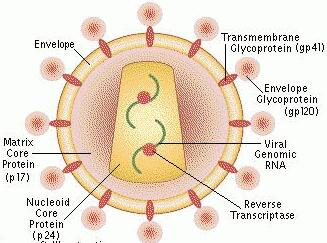 Envelope
Transmembrane
Glycoprotein (gp41)
Envelope
Glycoprotein
(gp120)
Viral
Genomic
RNA
Reverse
Transcriptase
Matrix
Core
Protein
(p17)
Nucleoid
Core
Protein
(p24)